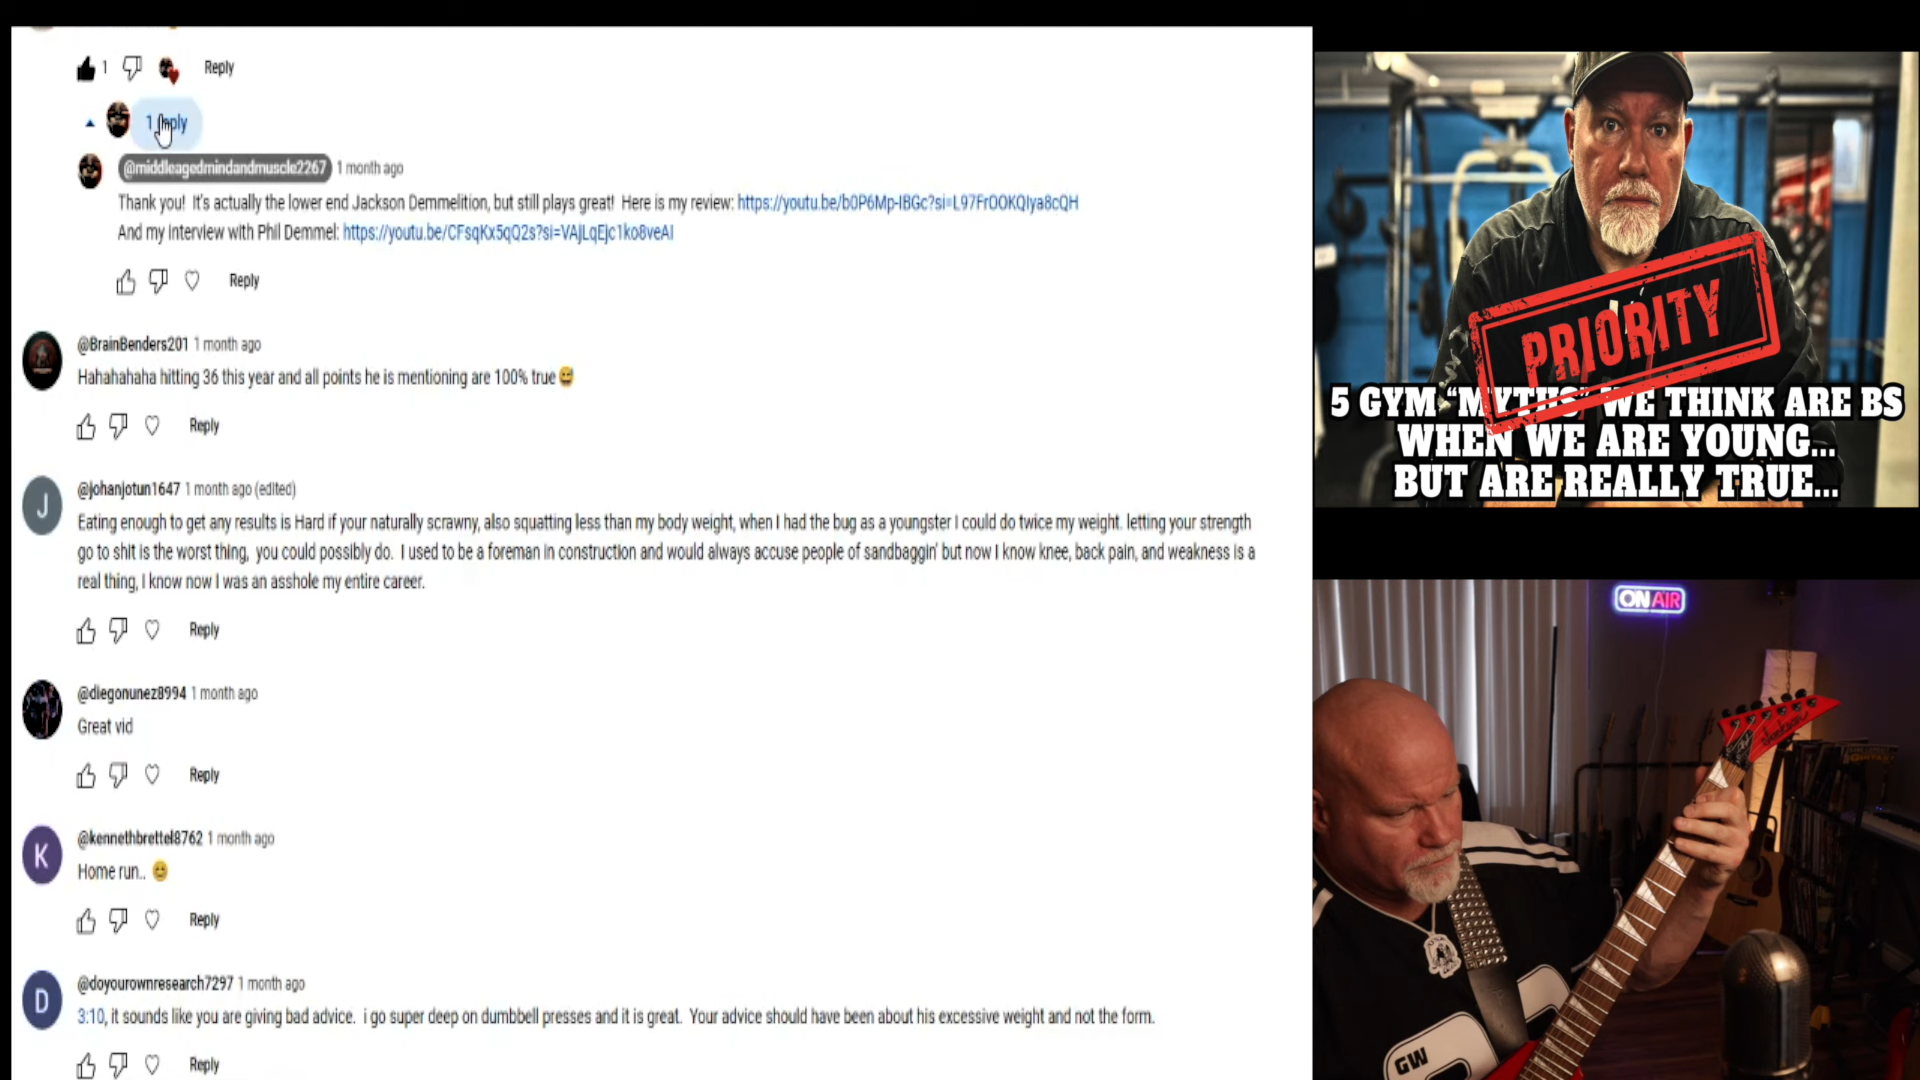 1 Reply
1 reply
@middleagedmindandmuscle2267 1 month ago
Thank you! It's actually the lower end Jackson Demmelition, but still plays great! Here is my review: https://youtu.be/b0P6Mp-IBGc?si=L97FrOOKQIya8cQH
And my interview with Phil Demmel: https://youtu.be/CFsqKx5qQ2s?si=VAjLqEjc1ko8veAI
Reply
@BrainBenders201 1 month ago
Hahahahaha hitting 36 this year and all points he is mentioning are 100% true😅
Reply
J
@johanjotun1647 1 month ago (edited)
Eating enough to get any results is Hard if your naturally scrawny, also squatting less than my body weight, when I had the bug as a youngster I could do twice my weight. letting your strength
go to shit is the worst thing, you could possibly do. I used to be a foreman in construction and would always accuse people of sandbaggin' but now I know knee, back pain, and weakness is a
real thing, I know now I was an asshole my entire career.
Reply
@diegonunez8994 1 month ago
Great vid
Reply
K
@kennethbrettel8762 1 month ago
Home run.. 😊
Reply
D
@doyourownresearch7297 1 month ago
3:10, it sounds like you are giving bad advice. i go super deep on dumbbell presses and it is great. Your advice should have been about his excessive weight and not the form.
Reply
PRIORITY
5 GYM "MYTHS" WE THINK ARE BS
WHEN WE ARE YOUNG...
BUT ARE REALLY TRUE...
ON AIR
Jackson
GW